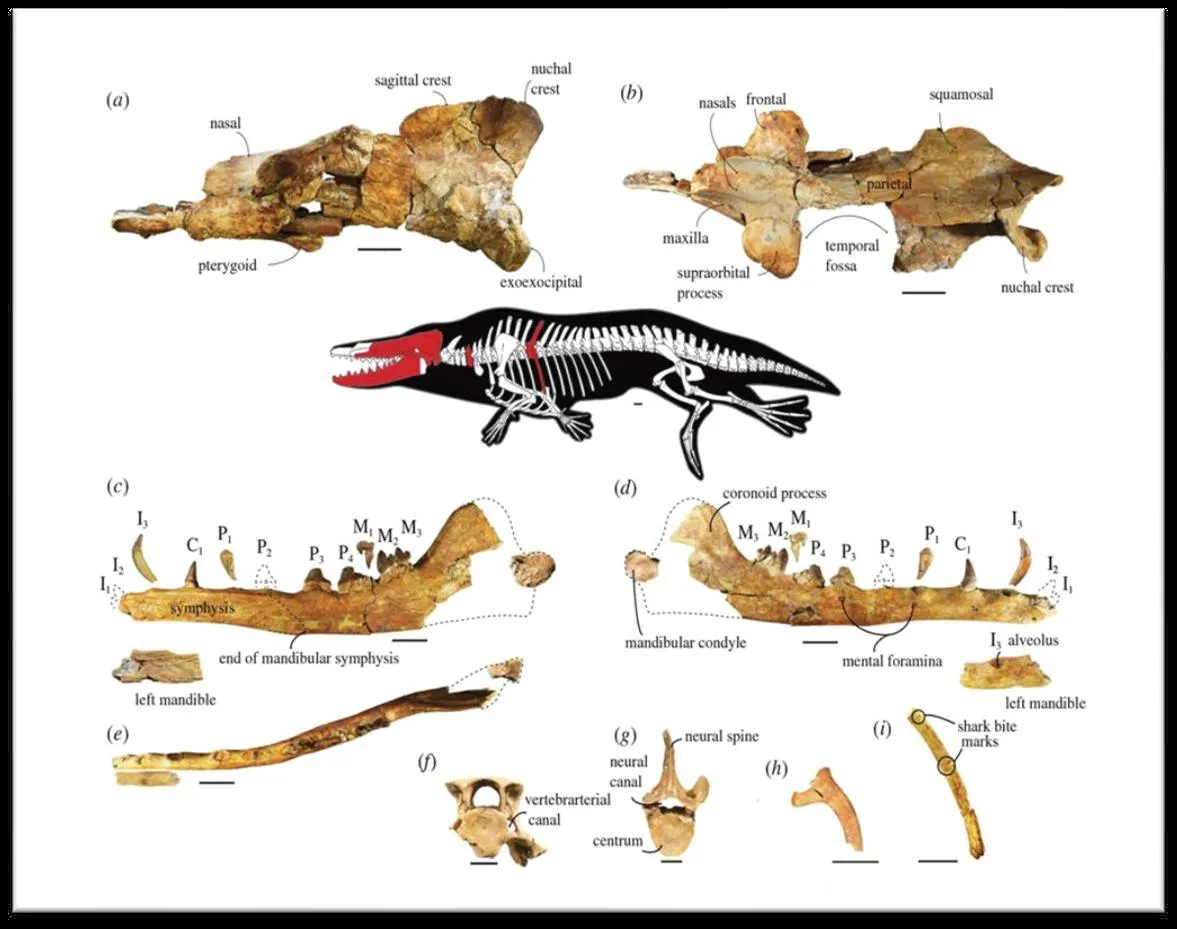 (a)
nasal
sagittal crest
nuchal
crest
pterygoid
exoexocipital
(b)
nasals
frontal
squamosal
parietal
maxilla
supraorbital
process
temporal
fossa
nuchal crest
(c)
I3
I2
I1
C1
P1
P2
P3
P4
M1
M2
M3
symphysis
end of mandibular symphysis
left mandible
(d)
coronoid process
M3
M2
M1
P4
P3
P2
P1
C1
I3
I2
I1
mandibular condyle
mental foramina
I3 alveolus
left mandible
(e)
(f)
vertebrarterial
canal
(g)
neural spine
neural
canal
centrum
(h)
(i)
shark bite
marks